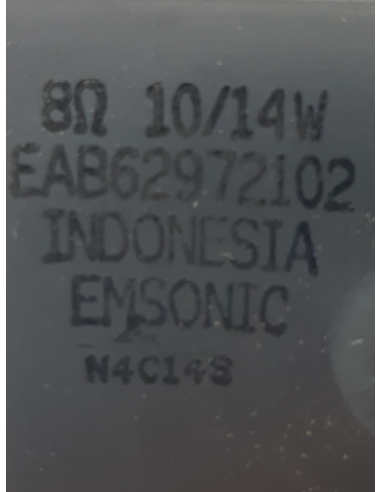 8Ω 10/14W
EAB62972102
INDONESIA
EMSONIC
N4C14S